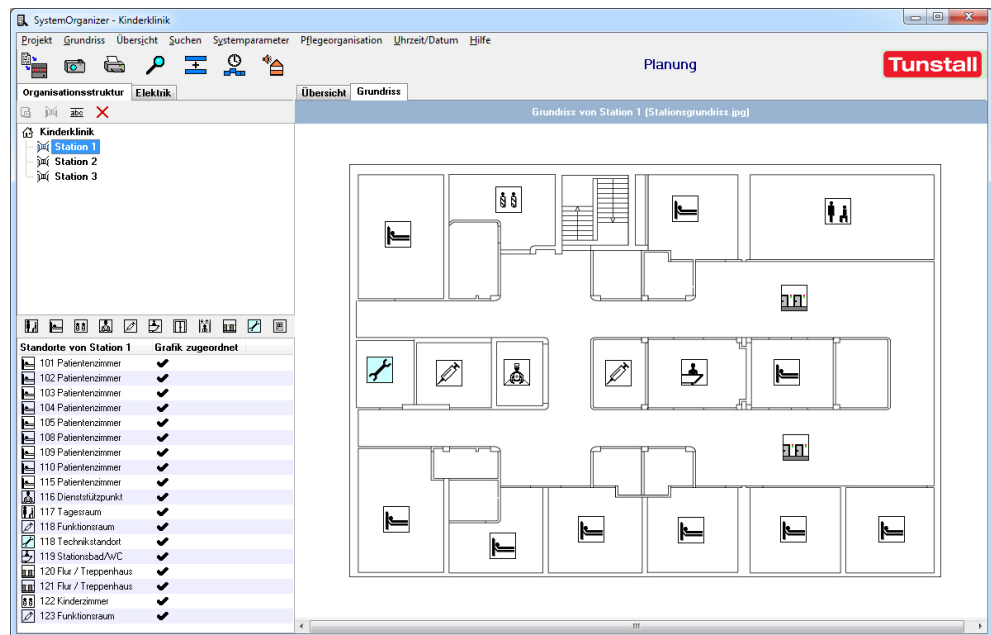 SystemOrganizer - Kinderklinik
Projekt Grundriss Übersicht Suchen Systemparameter Pflegeorganisation Uhrzeit/Datum Hilfe
Planung
Tunstall
Organisationsstruktur Elektrik
Übersicht Grundriss
abc
Grundriss von Station 1 (Stationsgrundriss.jpg)
Kinderklinik
Station 1
Station 2
Station 3
Standorte von Station 1 Grafik zugeordnet
101 Patientenzimmer ✔
102 Patientenzimmer ✔
103 Patientenzimmer ✔
104 Patientenzimmer ✔
105 Patientenzimmer ✔
108 Patientenzimmer ✔
109 Patientenzimmer ✔
110 Patientenzimmer ✔
115 Patientenzimmer ✔
116 Dienststützpunkt ✔
117 Tagesraum ✔
118 Funktionsraum ✔
118 Technikstandort ✔
119 Stationsbad/WC ✔
120 Flur / Treppenhaus ✔
121 Flur / Treppenhaus ✔
122 Kinderzimmer ✔
123 Funktionsraum ✔